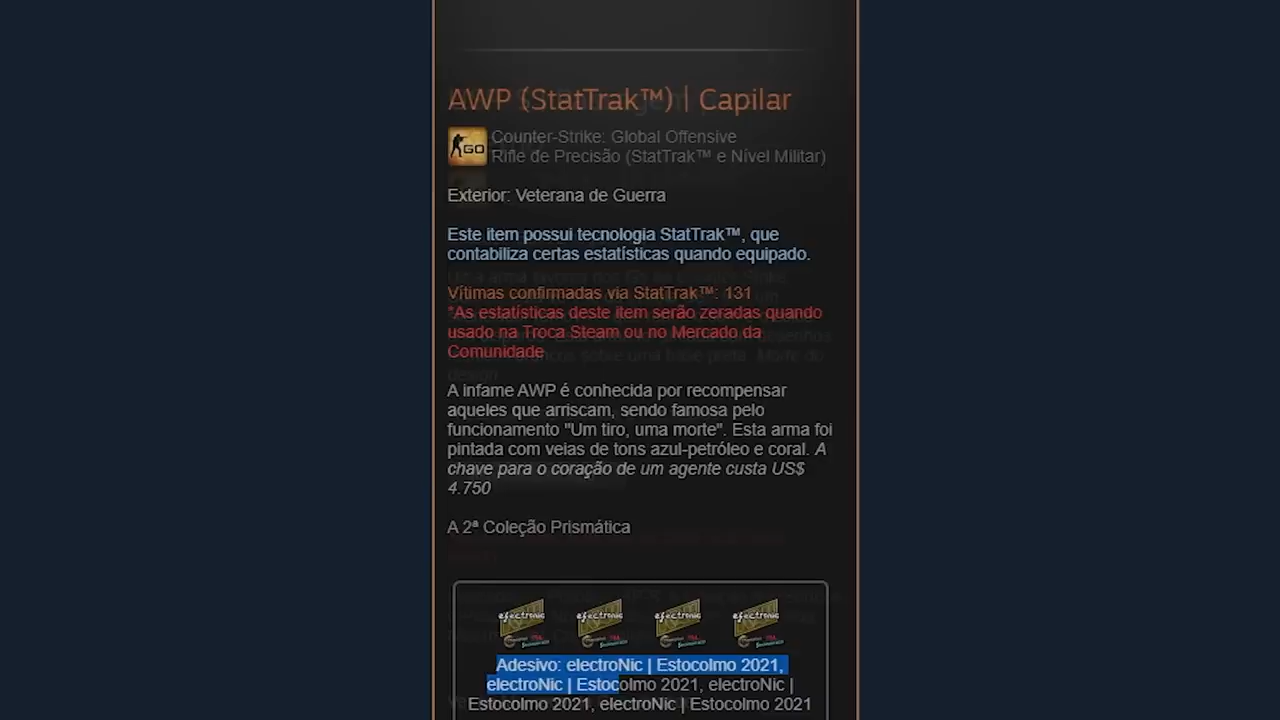 AWP (StatTrak™) | Capilar
GO
Counter-Strike: Global Offensive
Rifle de Precisão (StatTrak™ e Nível Militar)
Exterior: Veterana de Guerra
Este item possui tecnologia StatTrak™, que
contabiliza certas estatísticas quando equipado.
Vítimas confirmadas via StatTrak™: 131
*As estatísticas deste item serão zeradas quando
usado na Troca Steam ou no Mercado da
Comunidade
A infame AWP é conhecida por recompensar
aqueles que arriscam, sendo famosa pelo
funcionamento "Um tiro, uma morte". Esta arma foi
pintada com veias de tons azul-petróleo e coral. A
chave para o coração de um agente custa US$
4.750
A 2ª Coleção Prismática
electronic electronic electronic electronic
Adesivo: electroNic | Estocolmo 2021,
electroNic | Estocolmo 2021, electroNic |
Estocolmo 2021, electroNic | Estocolmo 2021